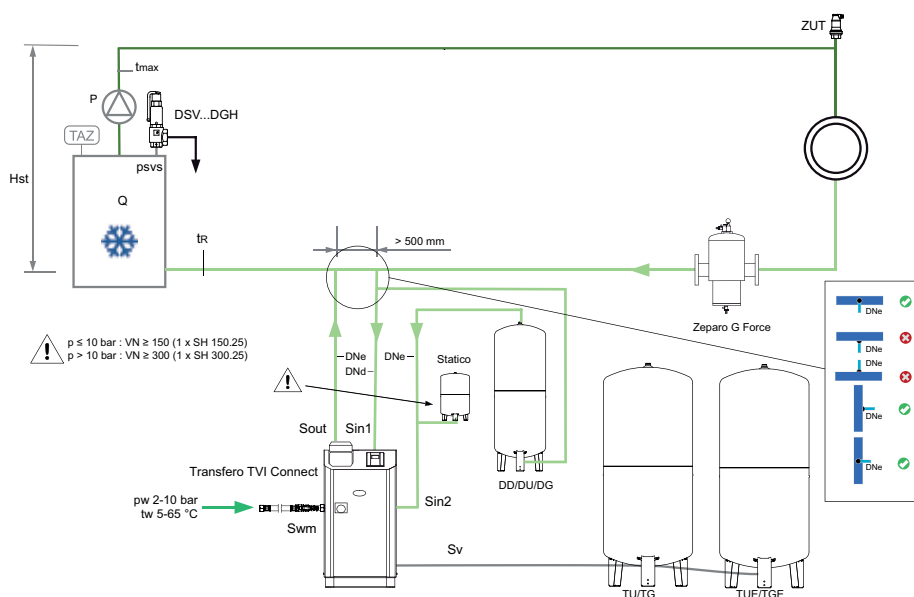 ZUT
tmax
P
DSV...DGH
TAZ
psvs
Hst
Q
tR
> 500 mm
Zeparo G Force
DNe
DNe
DNe
DNe
DNe
p ≤ 10 bar : VN ≥ 150 (1 x SH 150.25)
p > 10 bar : VN ≥ 300 (1 x SH 300.25)
DNe
DNd
DNe
Statico
Sout
Sin1
Transfero TVI Connect
DD/DU/DG
Sin2
pw 2-10 bar
tw 5-65 °C
Swm
Sv
TU/TG
TUE/TGE